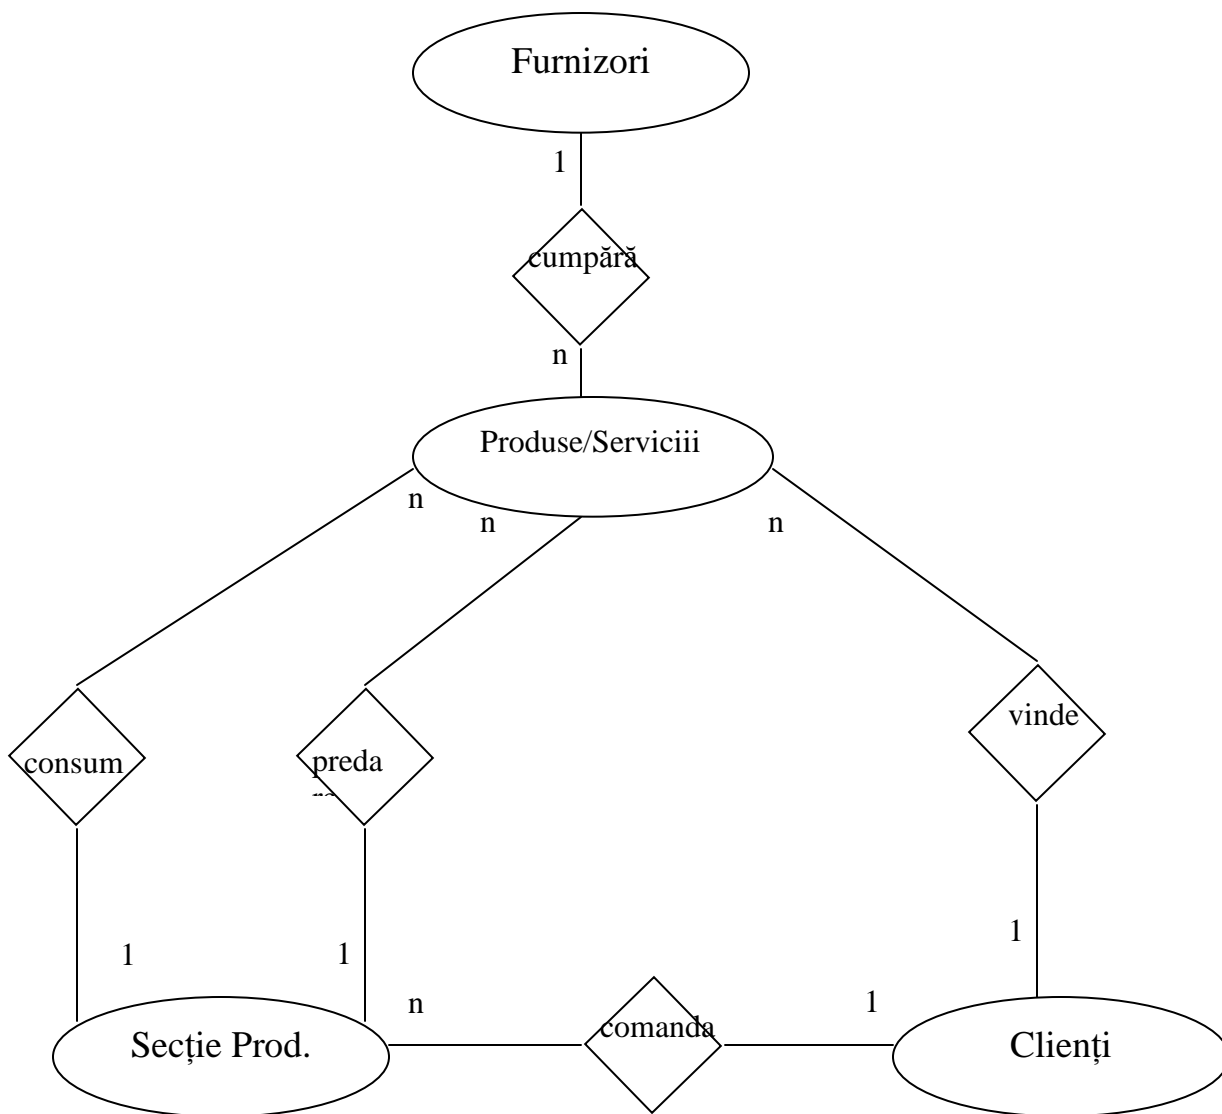 Furnizori
1
cumpără
n
Produse/Serviciii
n
n
n
consum
preda
vinde
1
1
1
Secție Prod.
n
comanda
1
Clienți